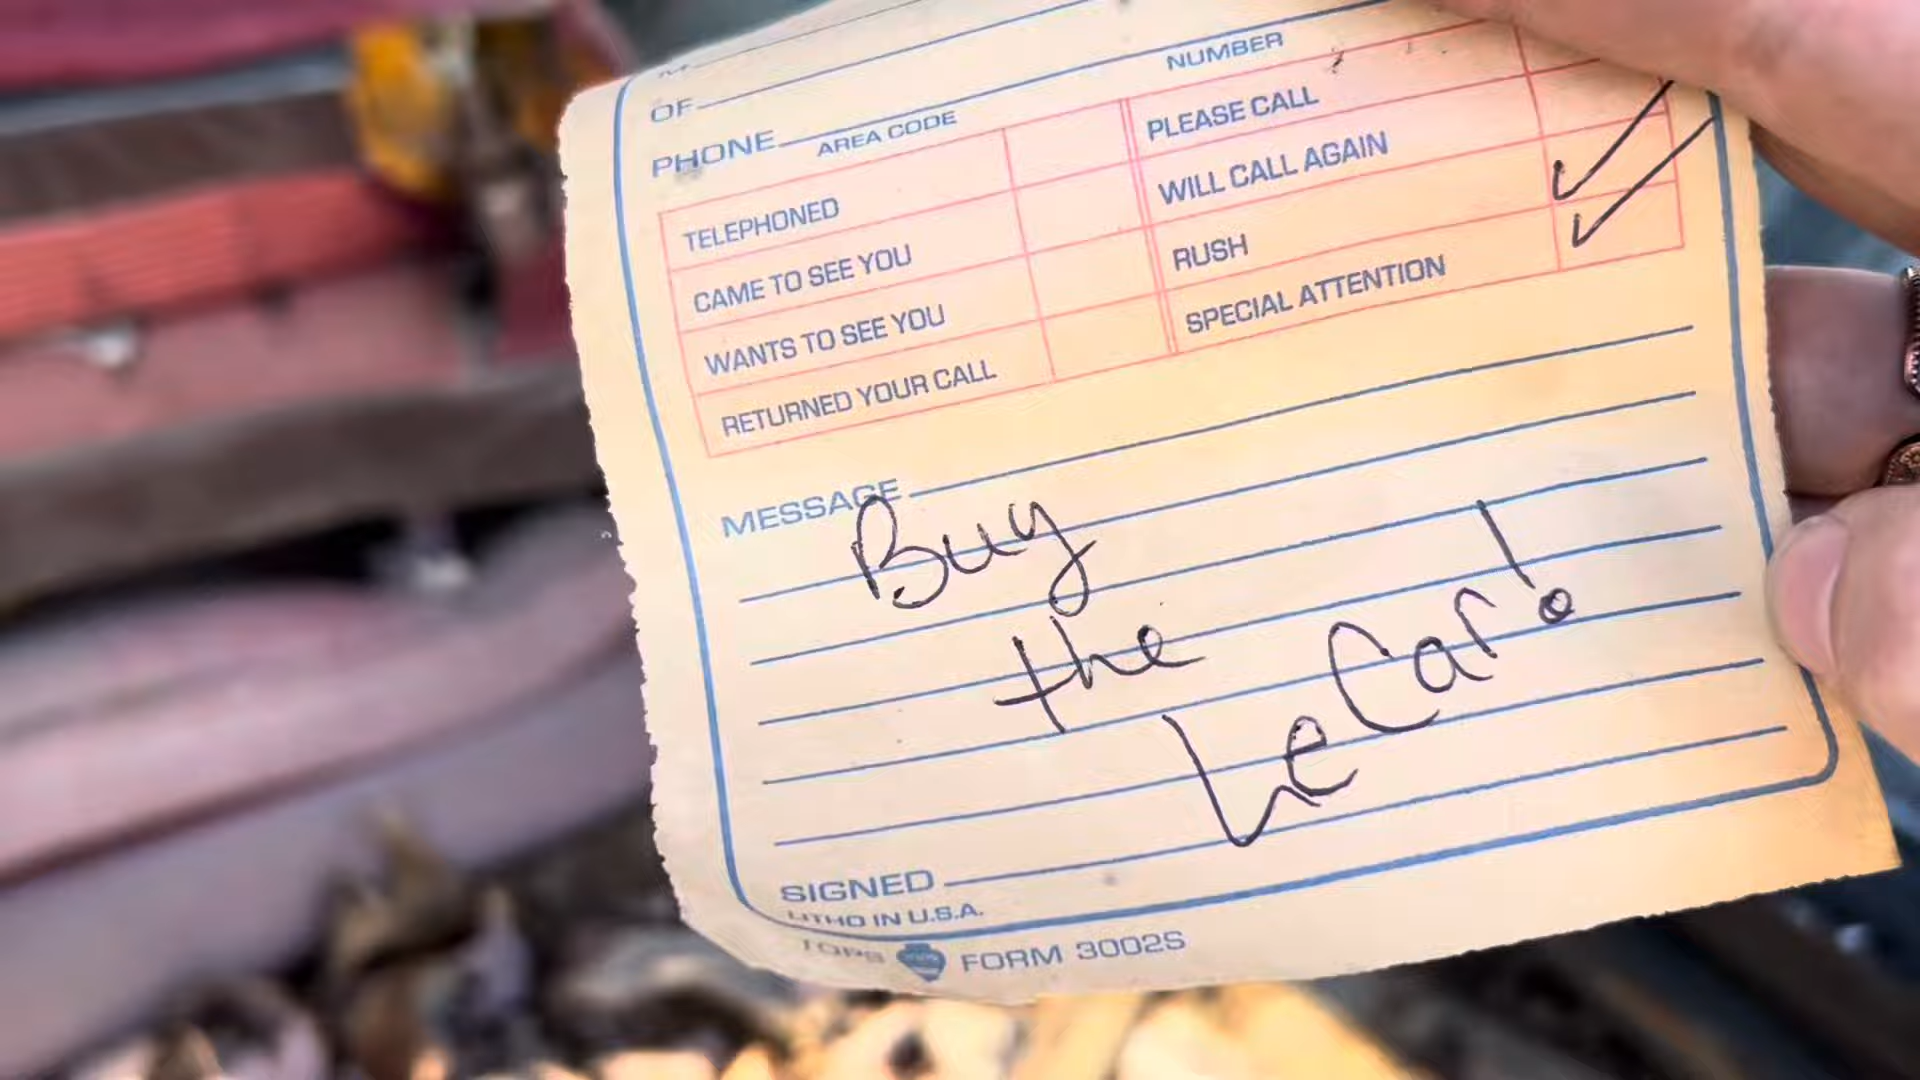 OF
PHONE
AREA CODE
NUMBER
TELEPHONED
PLEASE CALL
CAME TO SEE YOU
WILL CALL AGAIN
WANTS TO SEE YOU
RUSH
RETURNED YOUR CALL
SPECIAL ATTENTION
MESSAGE
Buy
the
LeCar!
SIGNED
LITHO IN U.S.A.
TOPS FORM 3002S